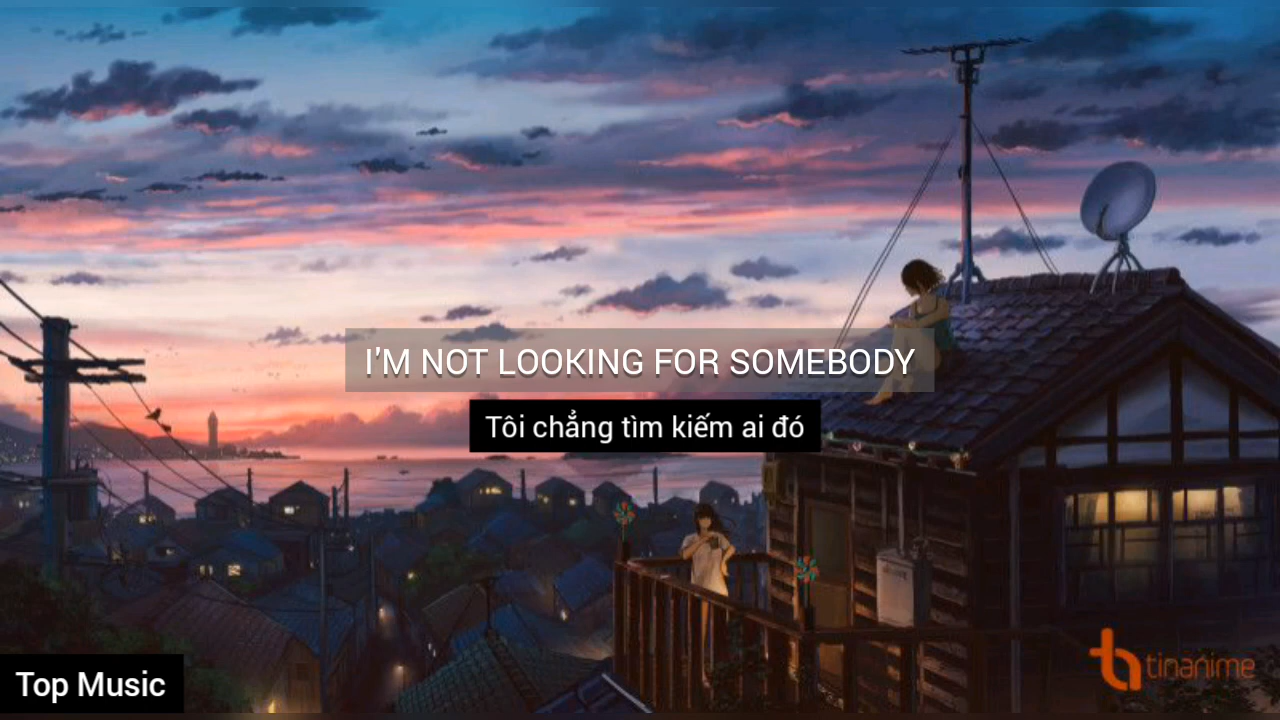 I'M NOT LOOKING FOR SOMEBODY
Tôi chẳng tìm kiếm ai đó
Top Music
tinanime